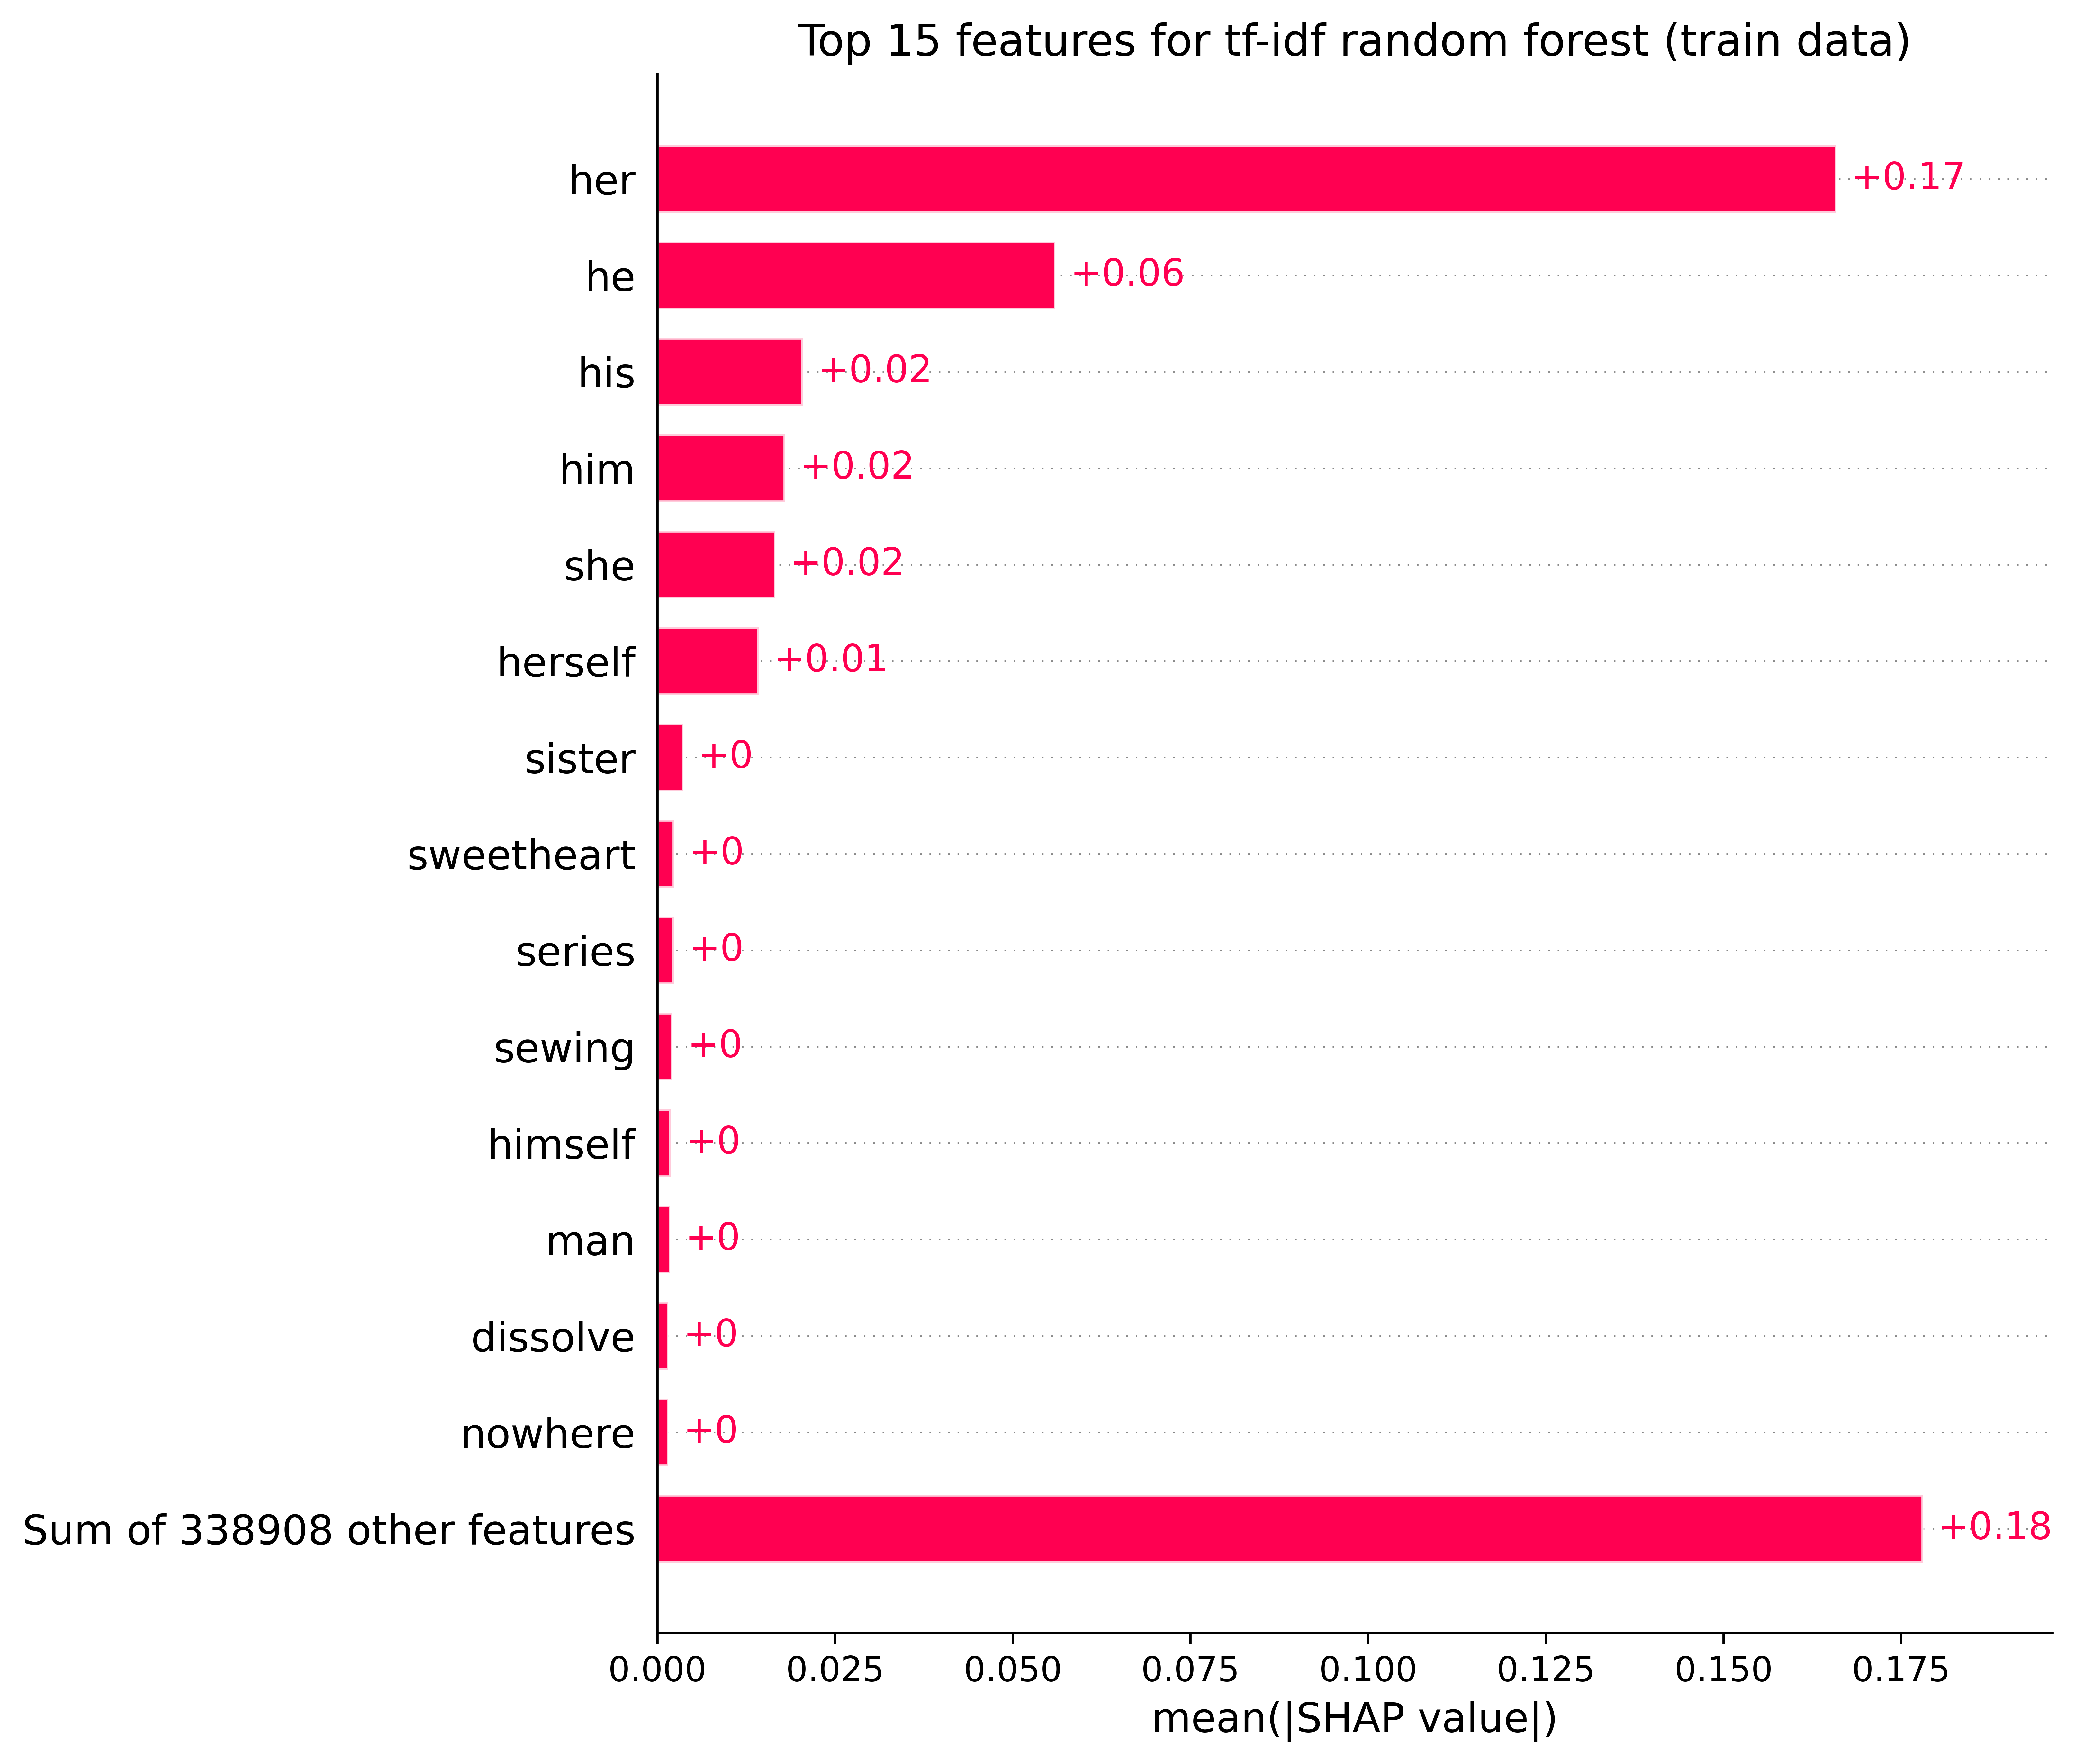 Top 15 features for tf-idf random forest (train data)
her +0.17
he +0.06
his +0.02
him +0.02
she +0.02
herself +0.01
sister +0
sweetheart +0
series +0
sewing +0
himself +0
man +0
dissolve +0
nowhere +0
Sum of 338908 other features +0.18
0.000 0.025 0.050 0.075 0.100 0.125 0.150 0.175
mean(|SHAP value|)